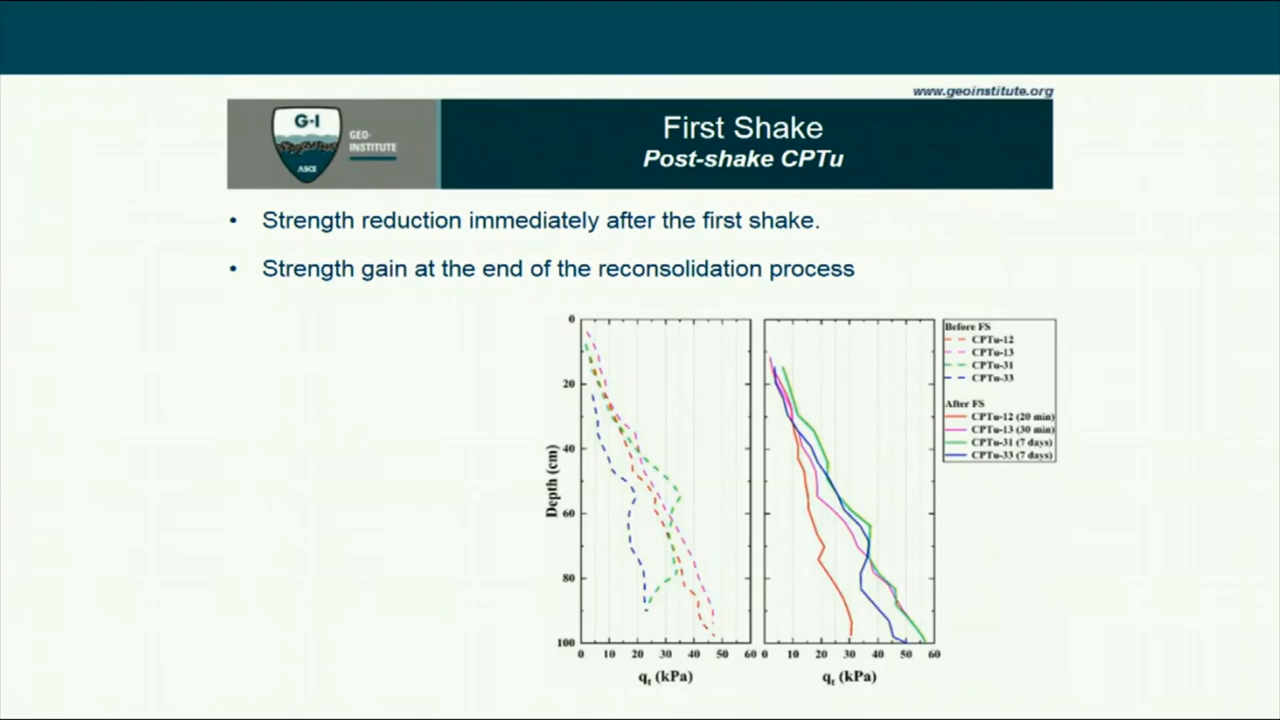 www.geoinstitute.org
G-I
GEO-
INSTITUTE
ASCE
First Shake
Post-shake CPTu
• Strength reduction immediately after the first shake.
• Strength gain at the end of the reconsolidation process
0
20
40
60
80
100
Depth (cm)
0 10 20 30 40 50 60
qt (kPa)
0 10 20 30 40 50 60
qt (kPa)
Before FS
CPTu-12
CPTu-13
CPTu-31
CPTu-33
After FS
CPTu-12 (20 min)
CPTu-13 (30 min)
CPTu-31 (7 days)
CPTu-33 (7 days)